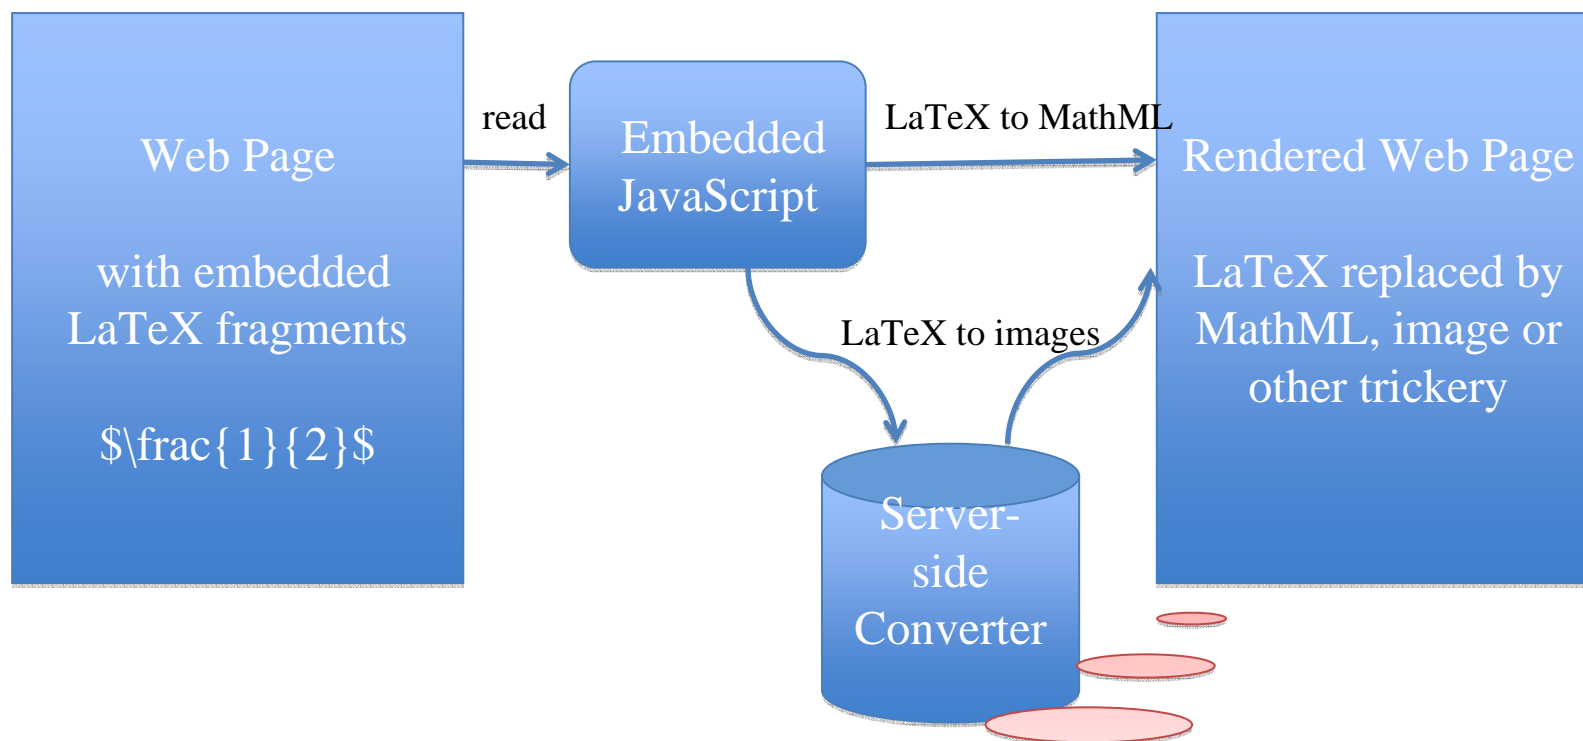 Web Page
with embedded
LaTeX fragments
$\frac{1}{2}$
read
Embedded
JavaScript
LaTeX to MathML
LaTeX to images
Server-
side
Converter
Rendered Web Page
LaTeX replaced by
MathML, image or
other trickery